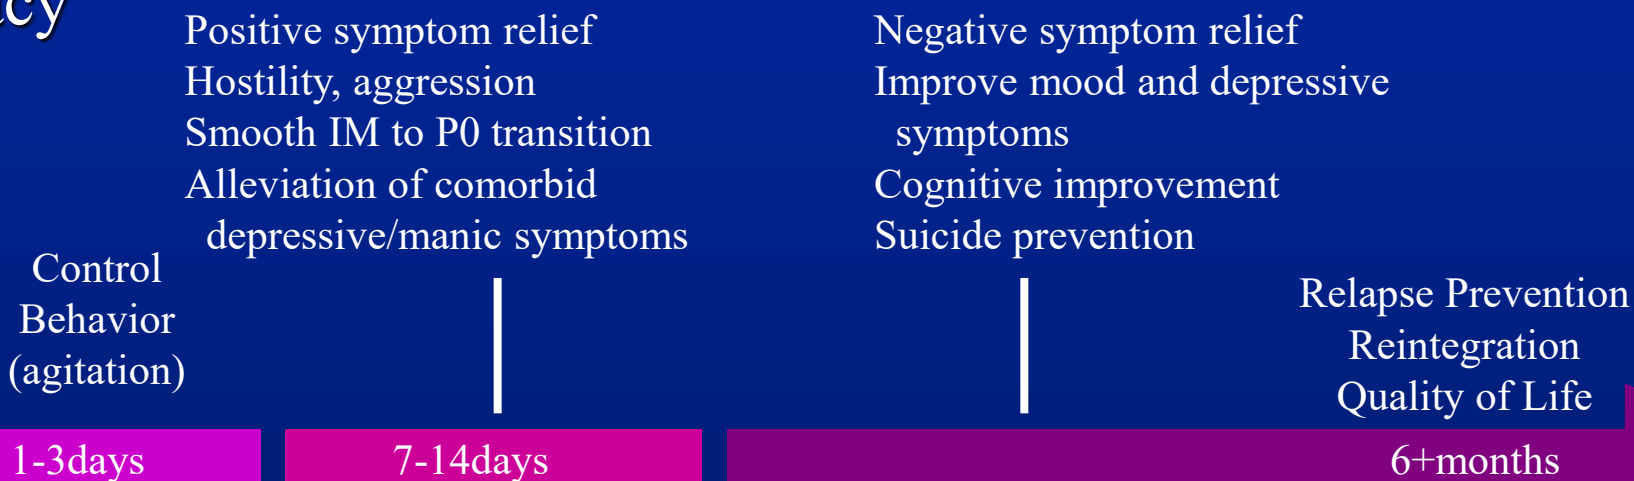 Positive symptom relief
Hostility, aggression
Smooth IM to P0 transition
Alleviation of comorbid
depressive/manic symptoms
Negative symptom relief
Improve mood and depressive
symptoms
Cognitive improvement
Suicide prevention
Control
Behavior
(agitation)
Relapse Prevention
Reintegration
Quality of Life
1-3days
7-14days
6+months